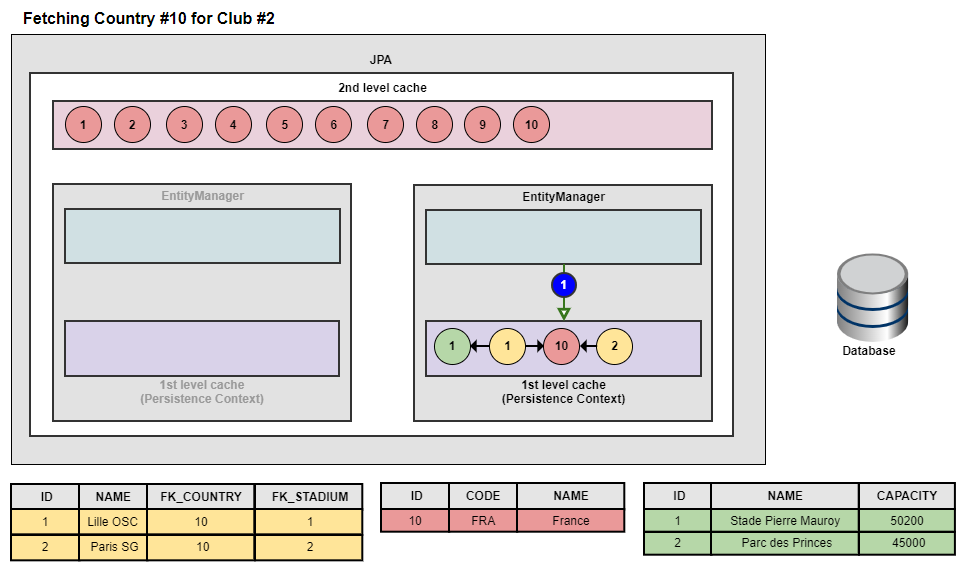 Fetching Country #10 for Club #2
JPA
2nd level cache
1 2 3 4 5 6 7 8 9 10
EntityManager
1st level cache
(Persistence Context)
EntityManager
1
1 1 10 2
1st level cache
(Persistence Context)
Database
ID NAME FK_COUNTRY FK_STADIUM
1 Lille OSC 10 1
2 Paris SG 10 2
ID CODE NAME
10 FRA France
ID NAME CAPACITY
1 Stade Pierre Mauroy 50200
2 Parc des Princes 45000